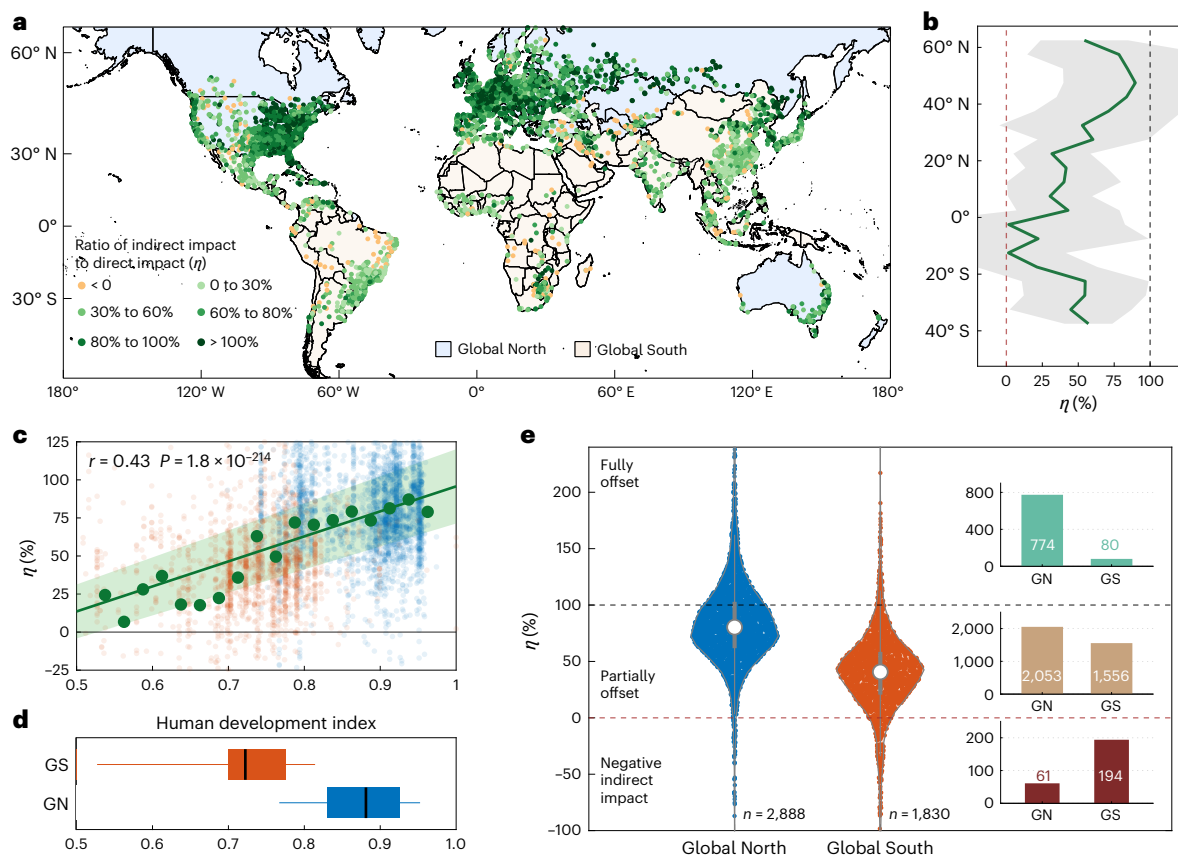 a
60° N
30° N
0°
30° S
Ratio of indirect impact
to direct impact (η)
< 0
0 to 30%
30% to 60%
60% to 80%
80% to 100%
> 100%
Global North
Global South
180°
120° W
60° W
0°
60° E
120° E
180°
b
60° N
40° N
20° N
0°
20° S
40° S
0
25
50
75
100
η (%)
c
r = 0.43 P = 1.8 × 10⁻²¹⁴
125
100
75
50
25
0
−25
η (%)
0.5
0.6
0.7
0.8
0.9
1
Human development index
d
GS
GN
0.5
0.6
0.7
0.8
0.9
1.0
e
Fully
offset
Partially
offset
Negative
indirect
impact
200
150
100
50
0
−50
−100
η (%)
n = 2,888
n = 1,830
Global North
Global South
800
400
0
774
80
GN
GS
2,000
1,000
0
2,053
1,556
GN
GS
200
100
0
61
194
GN
GS